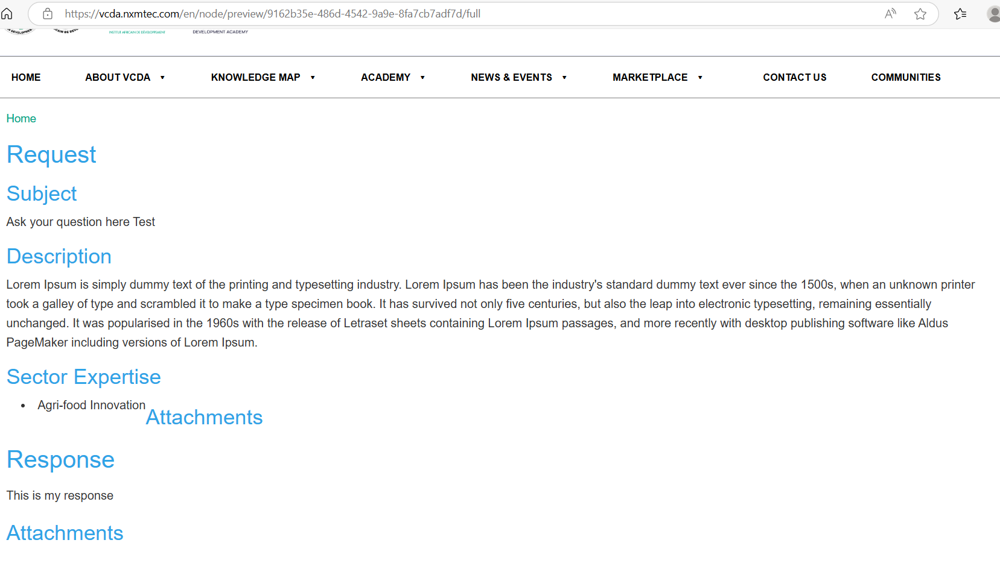 https://vcda.nxmtec.com/en/node/preview/9162b35e-486d-4542-9a9e-8fa7cb7adf7d/full
INSTITUT AFRICAIN DE DÉVELOPPEMENT
DEVELOPMENT ACADEMY
HOME ABOUT VCDA KNOWLEDGE MAP ACADEMY NEWS & EVENTS MARKETPLACE CONTACT US COMMUNITIES
Home
Request
Subject
Ask your question here Test
Description
Lorem Ipsum is simply dummy text of the printing and typesetting industry. Lorem Ipsum has been the industry's standard dummy text ever since the 1500s, when an unknown printer
took a galley of type and scrambled it to make a type specimen book. It has survived not only five centuries, but also the leap into electronic typesetting, remaining essentially
unchanged. It was popularised in the 1960s with the release of Letraset sheets containing Lorem Ipsum passages, and more recently with desktop publishing software like Aldus
PageMaker including versions of Lorem Ipsum.
Sector Expertise
• Agri-food Innovation
Attachments
Response
This is my response
Attachments